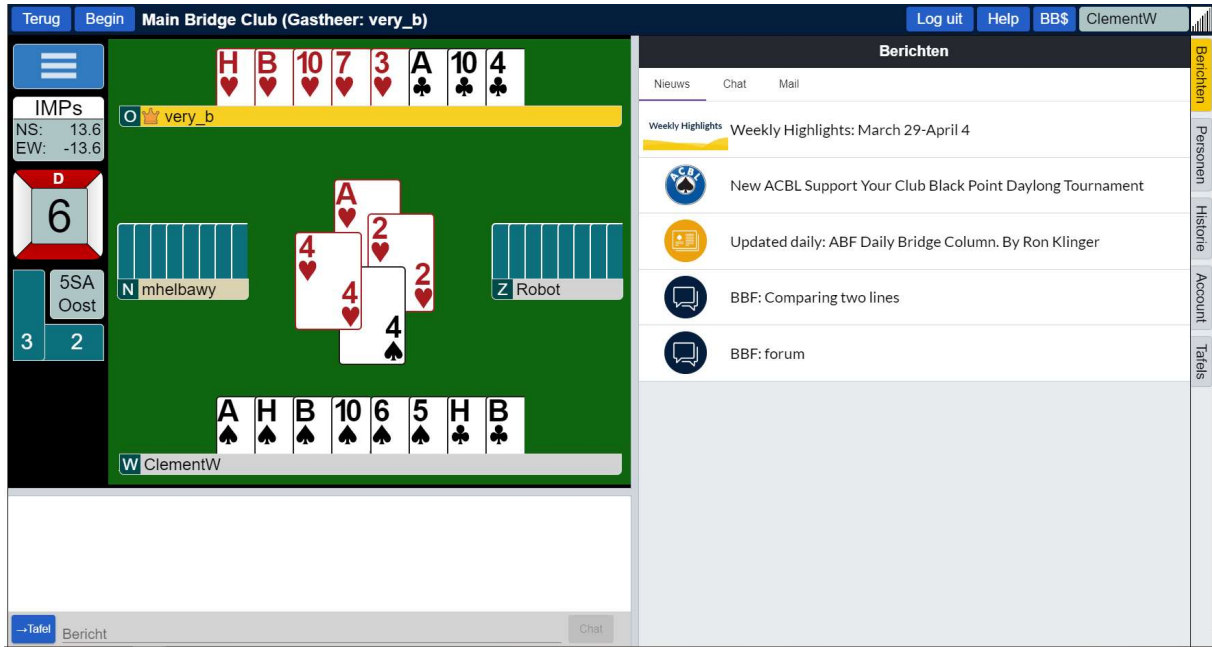 Terug Begin Main Bridge Club (Gastheer: very_b) Log uit Help BB$ ClementW
IMPs
NS: 13.6
EW: -13.6
D
6
5SA
Oost
3 2
H B 10 7 3 A 10 4
O very_b
N mhelbawy
Z Robot
A
2
2
4
4
4
A H B 10 6 5 H B
W ClementW
→Tafel Bericht Chat
Berichten
Nieuws Chat Mail
Weekly Highlights Weekly Highlights: March 29-April 4
ACBL New ACBL Support Your Club Black Point Daylong Tournament
Updated daily: ABF Daily Bridge Column. By Ron Klinger
BBF: Comparing two lines
BBF: forum
Berichten
Personen
Historie
Account
Tafels